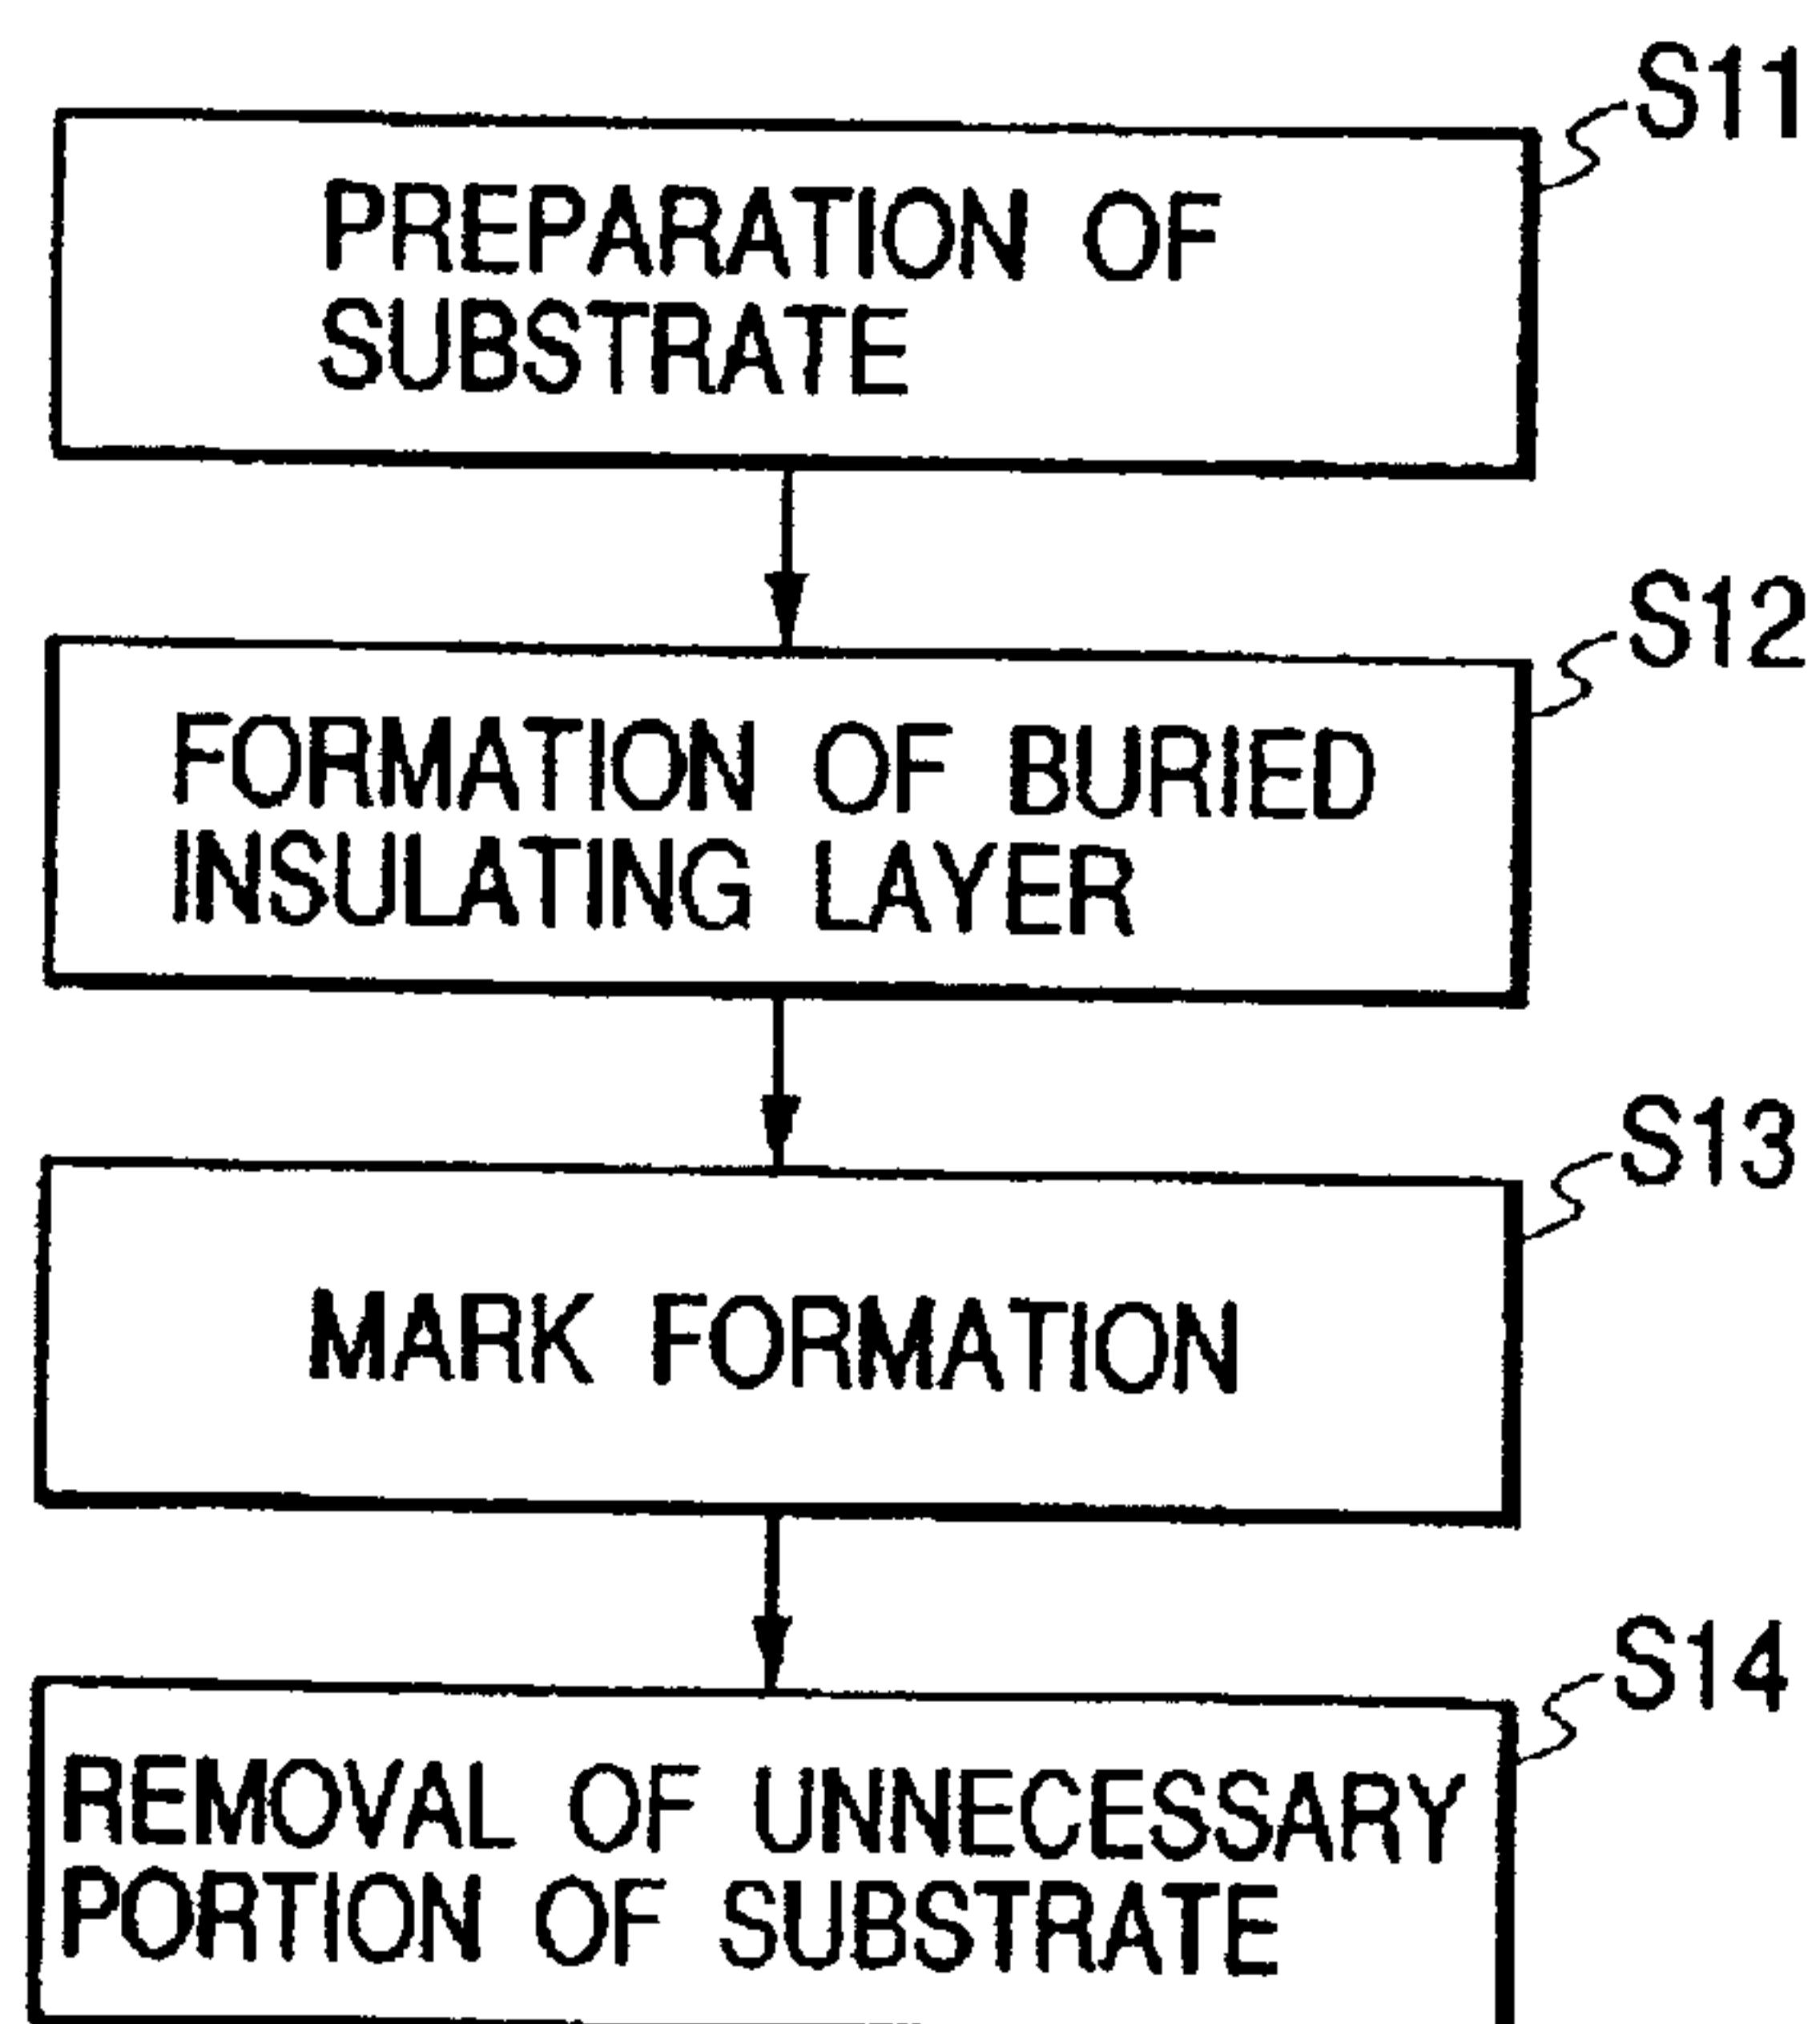 S11
PREPARATION OF
SUBSTRATE
S12
FORMATION OF BURIED
INSULATING LAYER
S13
MARK FORMATION
S14
REMOVAL OF UNNECESSARY
PORTION OF SUBSTRATE